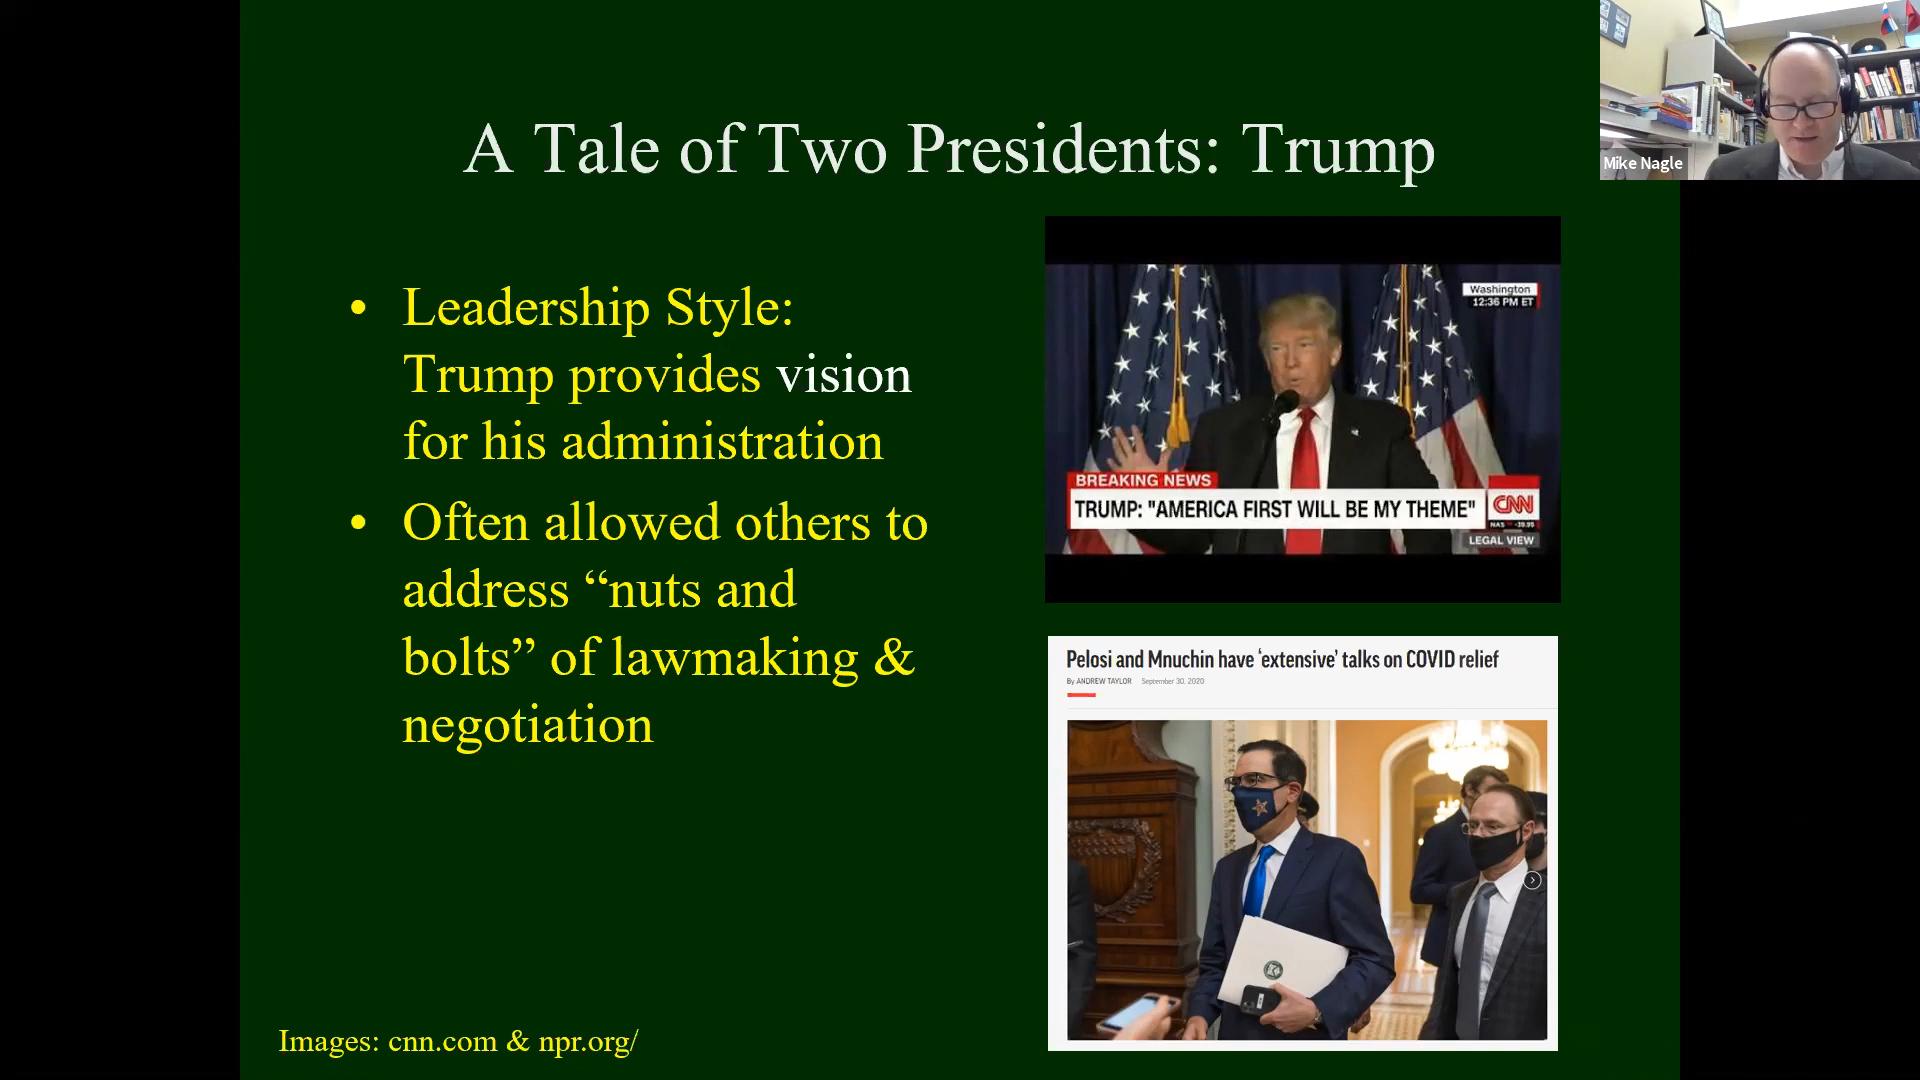 A Tale of Two Presidents: Trump
Mike Nagle
• Leadership Style:
Trump provides vision
for his administration
• Often allowed others to
address “nuts and
bolts” of lawmaking &
negotiation
Washington
12:36 PM ET
BREAKING NEWS
TRUMP: "AMERICA FIRST WILL BE MY THEME"
CNN
NAS -39.95
LEGAL VIEW
Pelosi and Mnuchin have ‘extensive’ talks on COVID relief
By ANDREW TAYLOR September 30, 2020
Images: cnn.com & npr.org/